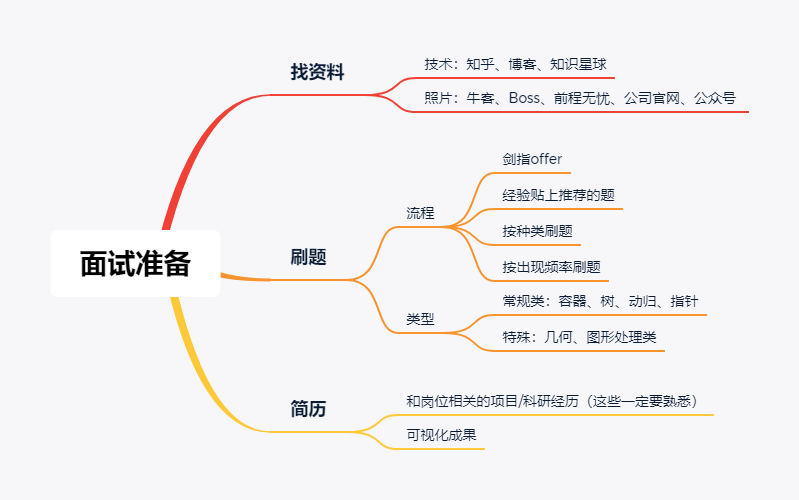 面试准备
找资料
技术：知乎、博客、知识星球
照片：牛客、Boss、前程无忧、公司官网、公众号
刷题
流程
剑指offer
经验贴上推荐的题
按种类刷题
按出现频率刷题
类型
常规类：容器、树、动归、指针
特殊：几何、图形处理类
简历
和岗位相关的项目/科研经历（这些一定要熟悉）
可视化成果